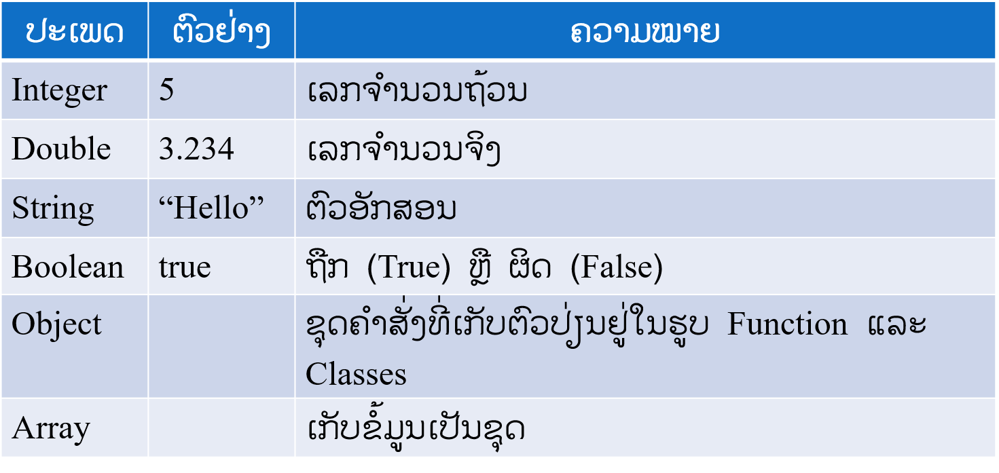 ປະເພດ ຕົວຢ່າງ ຄວາມໝາຍ
Integer 5 ເລກຈຳນວນຖ້ວນ
Double 3.234 ເລກຈຳນວນຈິງ
String “Hello” ຕົວອັກສອນ
Boolean true ຖືກ (True) ຫຼື ຜິດ (False)
Object ຊຸດຄຳສັ່ງທີ່ເກັບຕົວປ່ຽນຢູ່ໃນຮູບ Function ແລະ
Classes
Array ເກັບຂໍ້ມູນເປັນຊຸດ